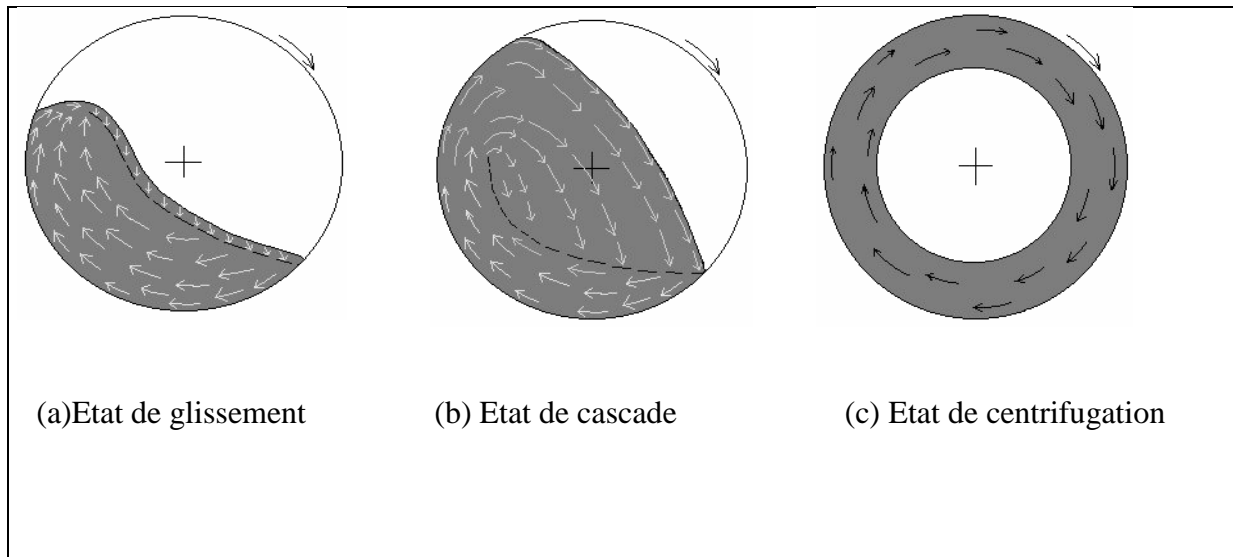 (a)Etat de glissement (b) Etat de cascade (c) Etat de centrifugation